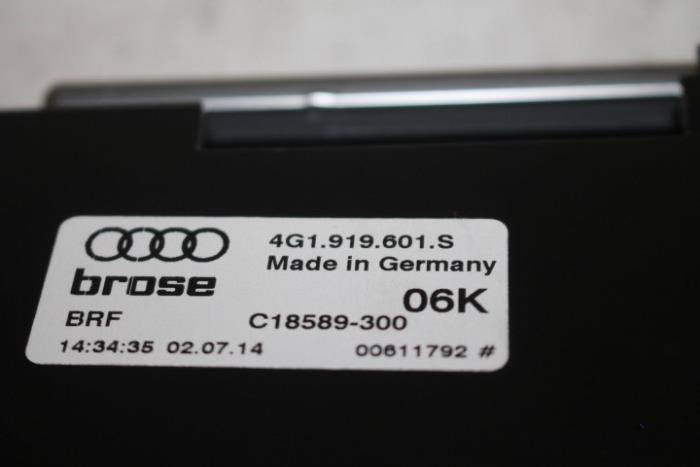 4G1.919.601.S
Made in Germany
brose
06K
BRF C18589-300
14:34:35 02.07.14 00611792 #